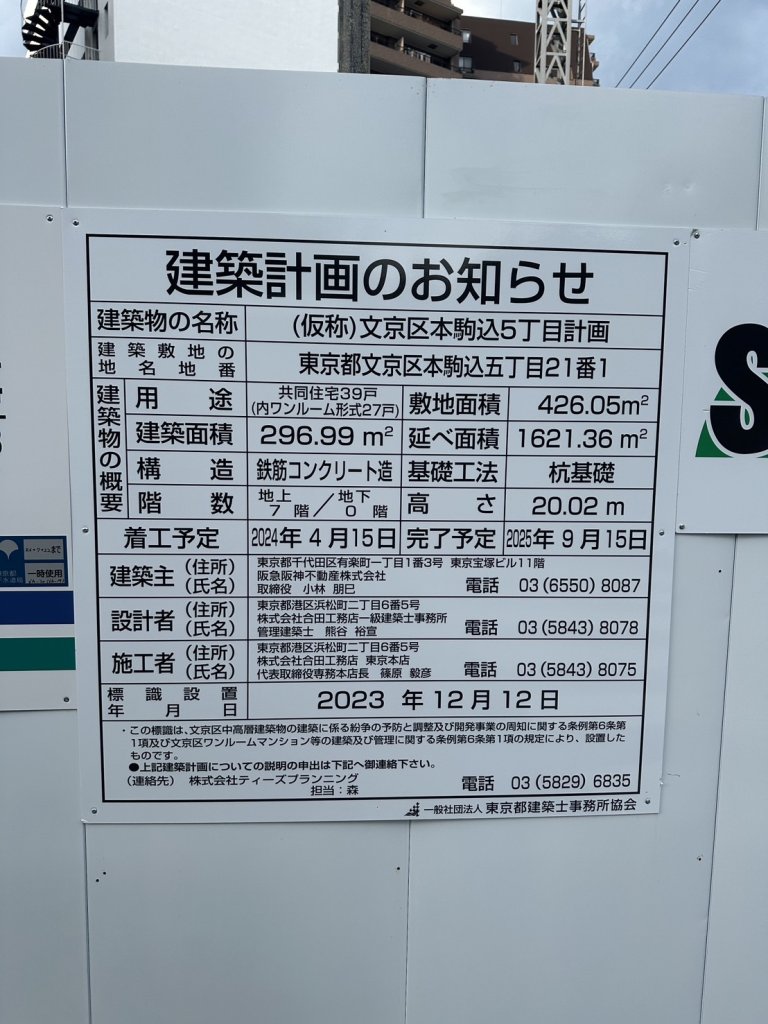 建築計画のお知らせ
建築物の名称 (仮称)文京区本駒込5丁目計画
建築敷地の
地名地番 東京都文京区本駒込五丁目21番1
建築物の概要
用途 共同住宅39戸
(内ワンルーム形式27戸) 敷地面積 426.05m²
建築面積 296.99 m² 延べ面積 1621.36 m²
構造 鉄筋コンクリート造 基礎工法 杭基礎
階数 地上7階/地下0階 高さ 20.02 m
着工予定 2024年 4月15日 完了予定 2025年 9月15日
建築主 (住所) 東京都千代田区有楽町一丁目1番3号 東京宝塚ビル11階
(氏名) 阪急阪神不動産株式会社
取締役 小林 朋巳 電話 03(6550)8087
設計者 (住所) 東京都港区浜松町二丁目6番5号
(氏名) 株式会社合田工務店一級建築士事務所
管理建築士 熊谷 裕宣 電話 03(5843)8078
施工者 (住所) 東京都港区浜松町二丁目6番5号
(氏名) 株式会社合田工務店 東京本店
代表取締役専務本店長 篠原 毅彦 電話 03(5843)8075
標識設置
年月日 2023 年 12月 12日
・この標識は、文京区中高層建築物の建築に係る紛争の予防と調整及び開発事業の周知に関する条例第6条第
1項及び文京区ワンルームマンション等の建築及び管理に関する条例第6条第1項の規定により、設置した
ものです。
●上記建築計画についての説明の申出は下記へ御連絡下さい。
(連絡先) 株式会社ティーズプランニング 電話 03(5829)6835
担当:森
一般社団法人 東京都建築士事務所協会
S
まで
一時使用